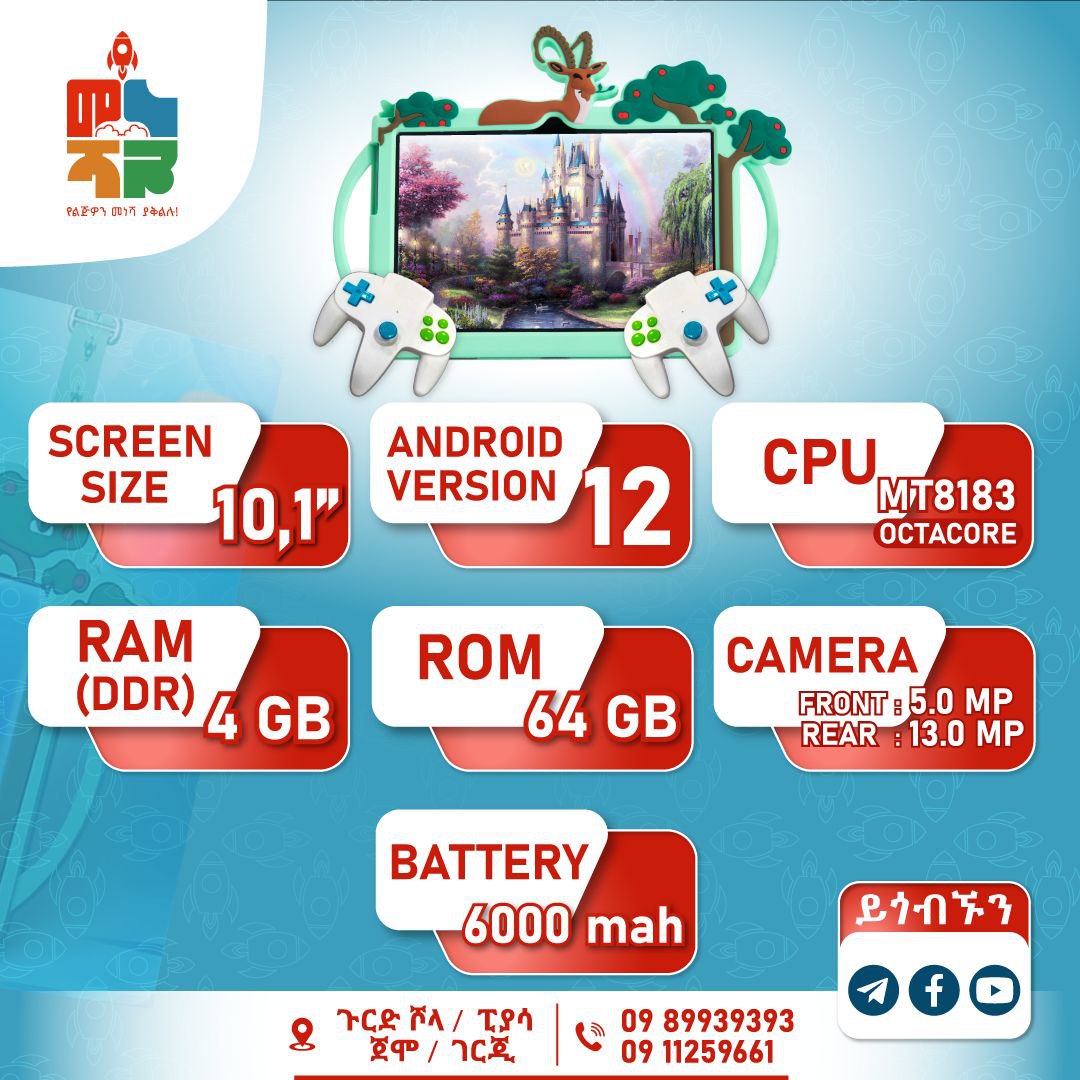 የልጅዎን መነሻ ያቅልሉ!
SCREEN
SIZE
10,1"
ANDROID
VERSION
12
CPU
MT8183
OCTACORE
RAM
(DDR)
4 GB
ROM
64 GB
CAMERA
FRONT : 5.0 MP
REAR : 13.0 MP
BATTERY
6000 mah
ይጎብኙን
ጉርድ ሾላ / ፒያሳ
ጀሞ / ገርጂ
09 89939393
09 11259661